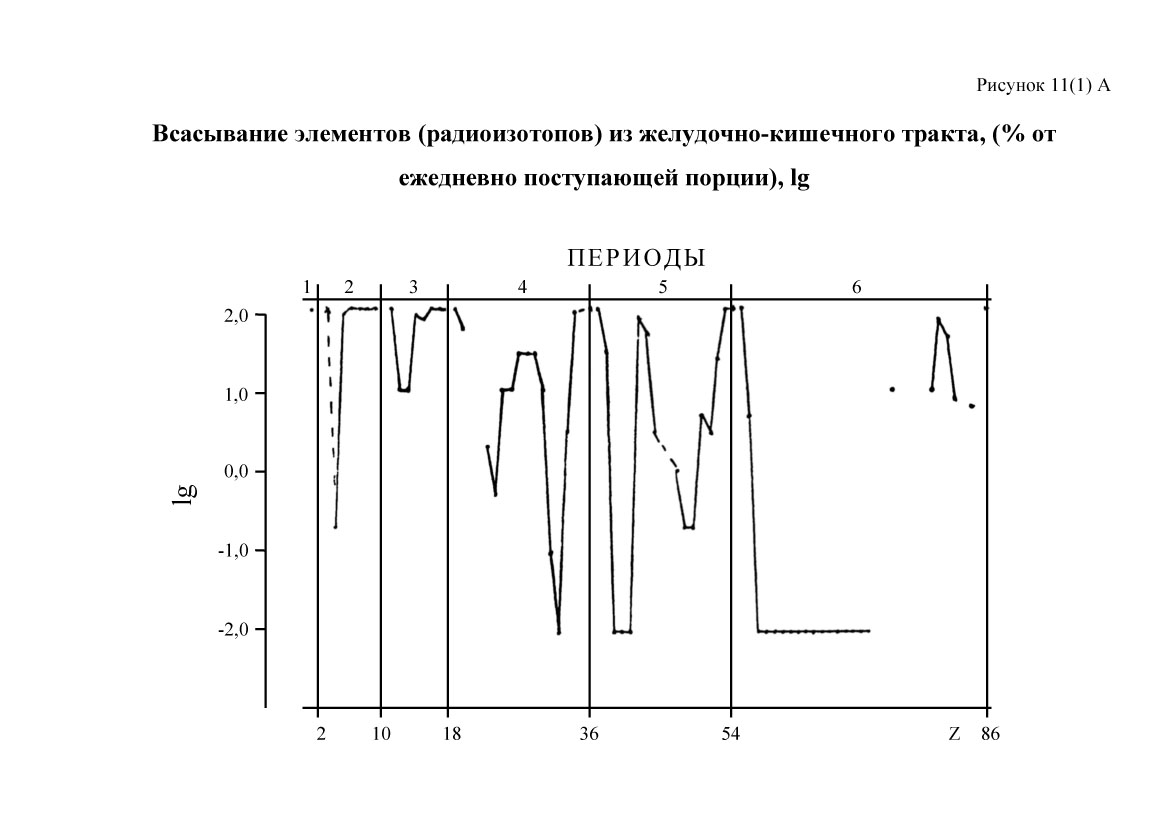 Рисунок 11(1) А
Всасывание элементов (радиоизотопов) из желудочно-кишечного тракта, (% от
ежедневно поступающей порции), lg
ПЕРИОДЫ
1 2 3 4 5 6
2,0
1,0
0,0
lg
-1,0
-2,0
2 10 18 36 54 Z 86